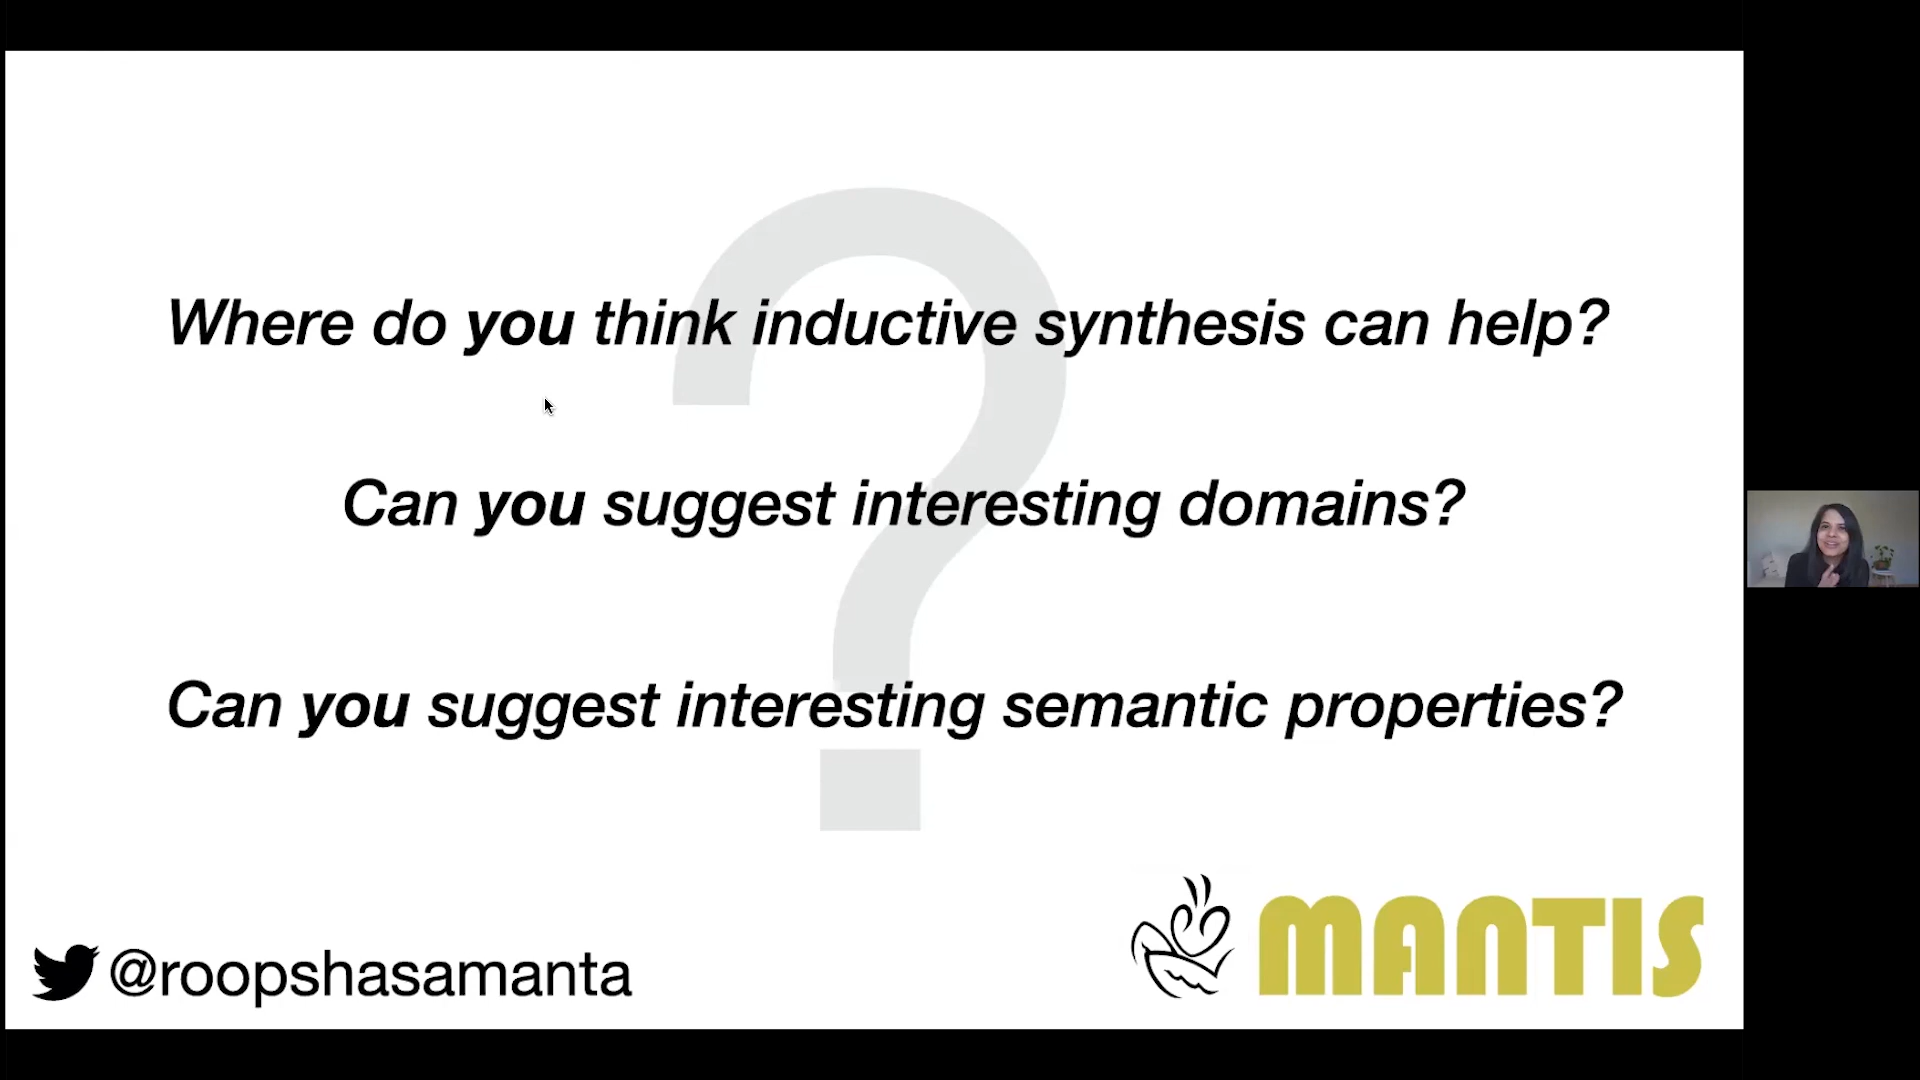 Where do you think inductive synthesis can help?
Can you suggest interesting domains?
Can you suggest interesting semantic properties?
@roopshasamanta
MANTIS